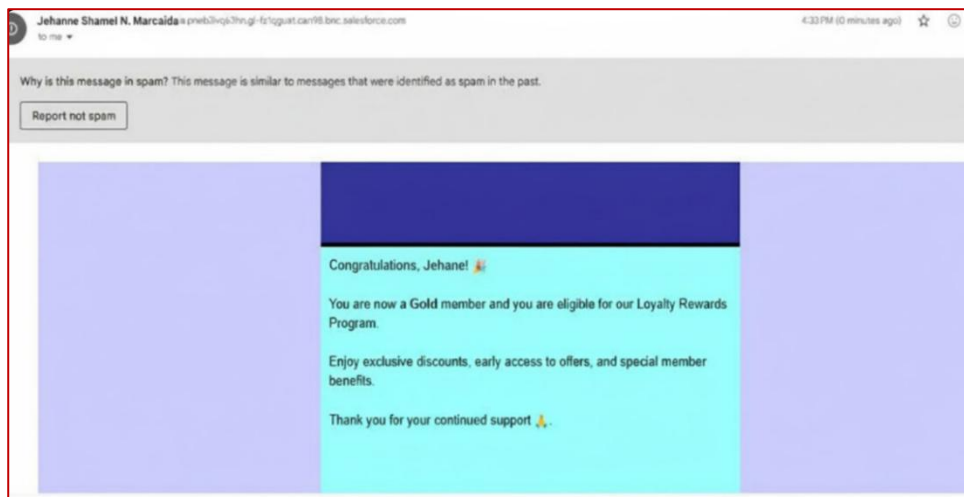 Jehanne Shamel N. Marcaida
4:33 PM (0 minutes ago)
to me
Why is this message in spam? This message is similar to messages that were identified as spam in the past.
Report not spam
Congratulations, Jehane! 🎉
You are now a Gold member and you are eligible for our Loyalty Rewards
Program.
Enjoy exclusive discounts, early access to offers, and special member
benefits.
Thank you for your continued support 🙏.